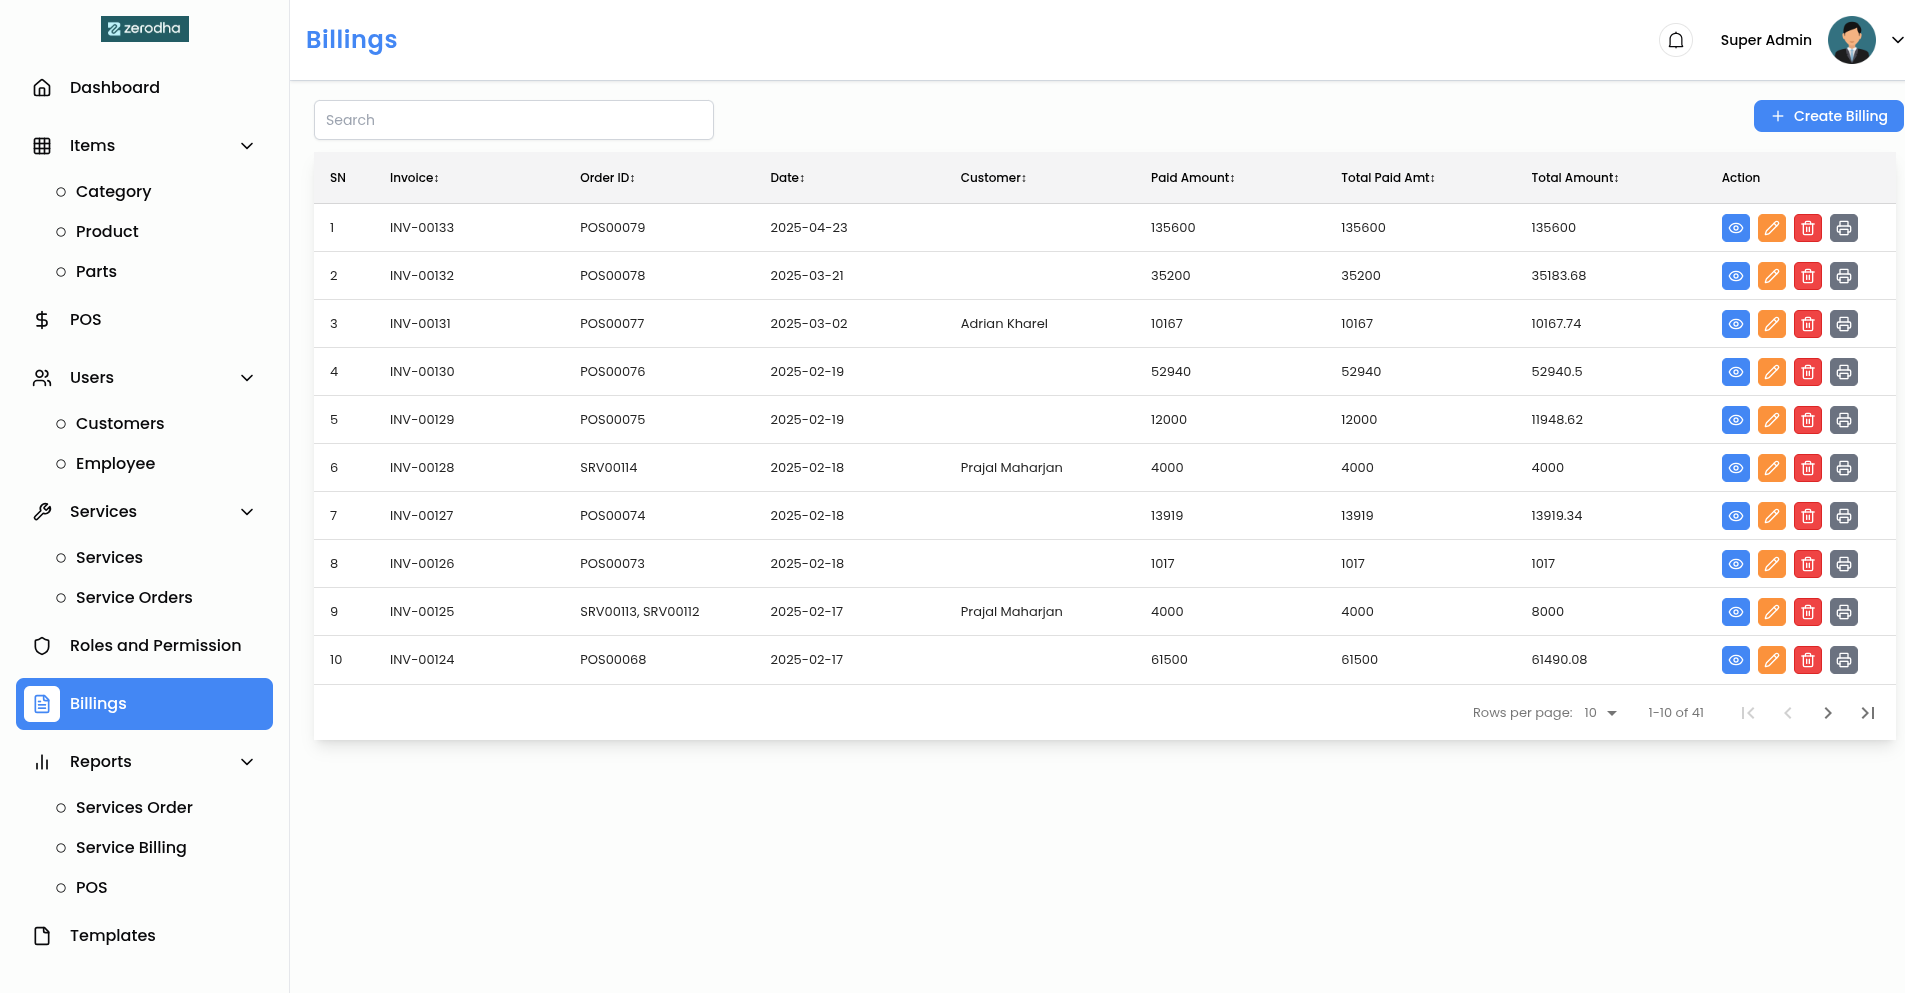 zerodha
Billings
Super Admin
Dashboard
Items
Category
Product
Parts
POS
Users
Customers
Employee
Services
Services
Service Orders
Roles and Permission
Billings
Reports
Services Order
Service Billing
POS
Templates
Search
+ Create Billing
SN Invoice↕ Order ID↕ Date↕ Customer↕ Paid Amount↕ Total Paid Amt↕ Total Amount↕ Action
1 INV-00133 POS00079 2025-04-23 135600 135600 135600
2 INV-00132 POS00078 2025-03-21 35200 35200 35183.68
3 INV-00131 POS00077 2025-03-02 Adrian Kharel 10167 10167 10167.74
4 INV-00130 POS00076 2025-02-19 52940 52940 52940.5
5 INV-00129 POS00075 2025-02-19 12000 12000 11948.62
6 INV-00128 SRV00114 2025-02-18 Prajal Maharjan 4000 4000 4000
7 INV-00127 POS00074 2025-02-18 13919 13919 13919.34
8 INV-00126 POS00073 2025-02-18 1017 1017 1017
9 INV-00125 SRV00113, SRV00112 2025-02-17 Prajal Maharjan 4000 4000 8000
10 INV-00124 POS00068 2025-02-17 61500 61500 61490.08
Rows per page: 10 1-10 of 41